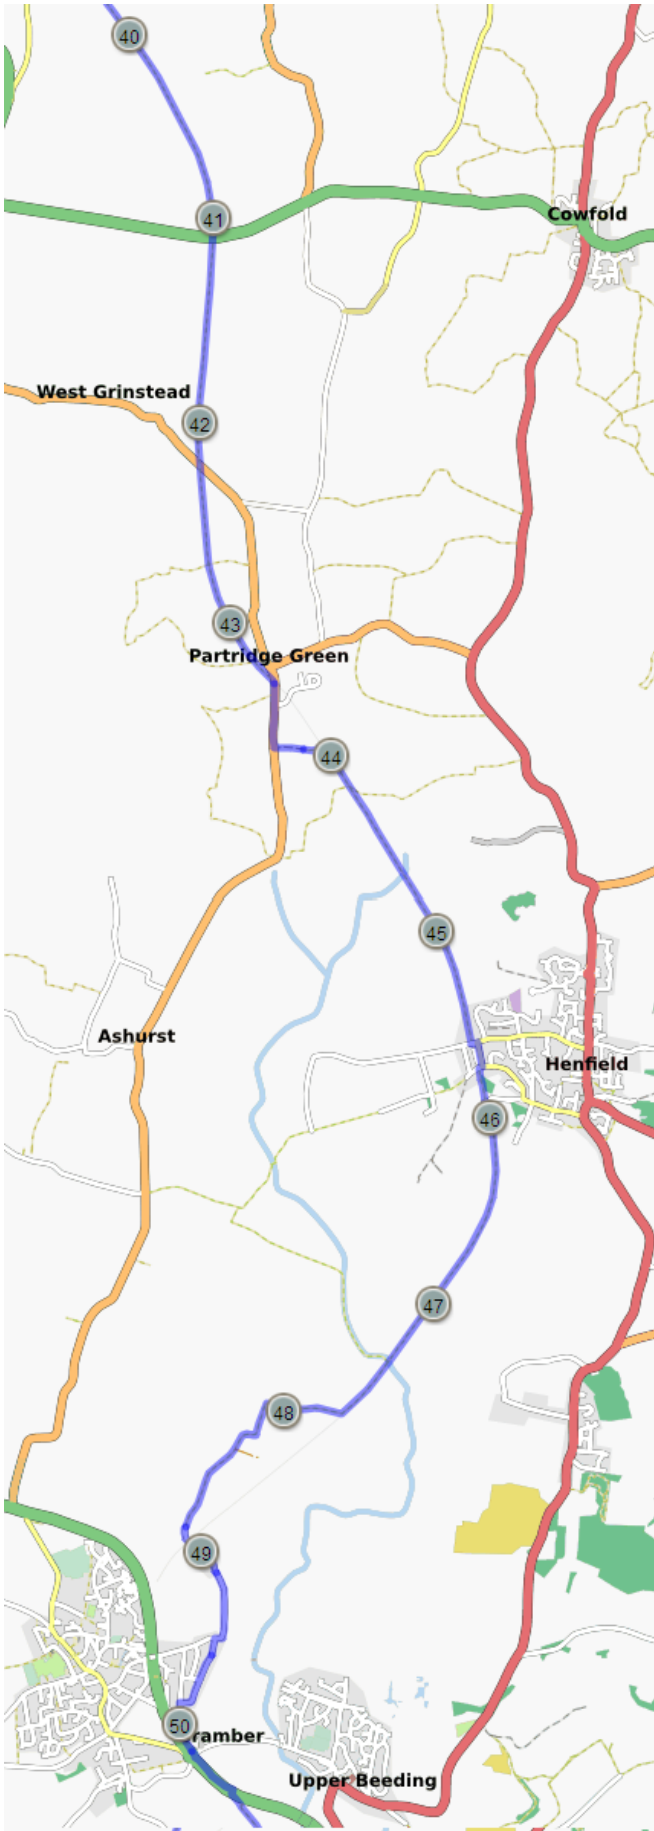 40
41
Cowfold
West Grinstead
42
43
Partridge Green
44
45
Ashurst
Henfield
46
47
48
49
50
ramber
Upper Beeding